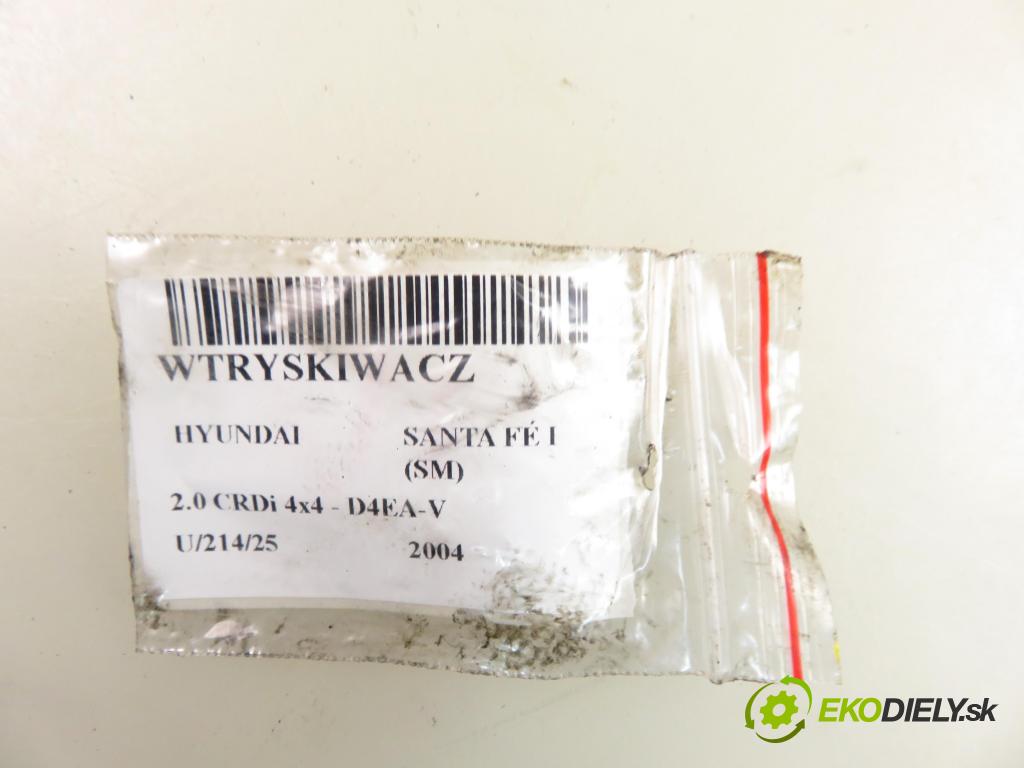 WTRYSKIWACZ
HYUNDAI SANTA FÉ I
(SM)
2.0 CRDi 4x4 - D4EA-V
U/214/25 2004
EKODIELY.sk